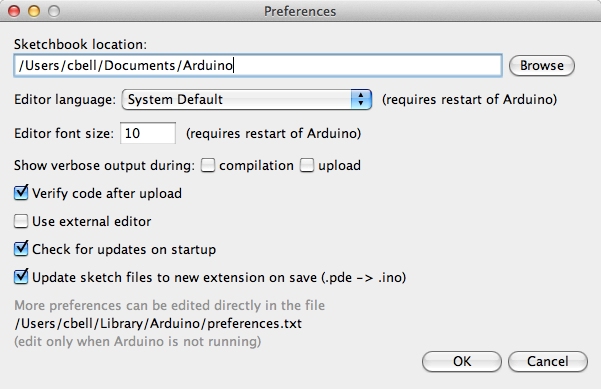 Preferences
Sketchbook location:
/Users/cbell/Documents/Arduino
Browse
Editor language: System Default (requires restart of Arduino)
Editor font size: 10 (requires restart of Arduino)
Show verbose output during: compilation upload
Verify code after upload
Use external editor
Check for updates on startup
Update sketch files to new extension on save (.pde -> .ino)
More preferences can be edited directly in the file
/Users/cbell/Library/Arduino/preferences.txt
(edit only when Arduino is not running)
OK Cancel